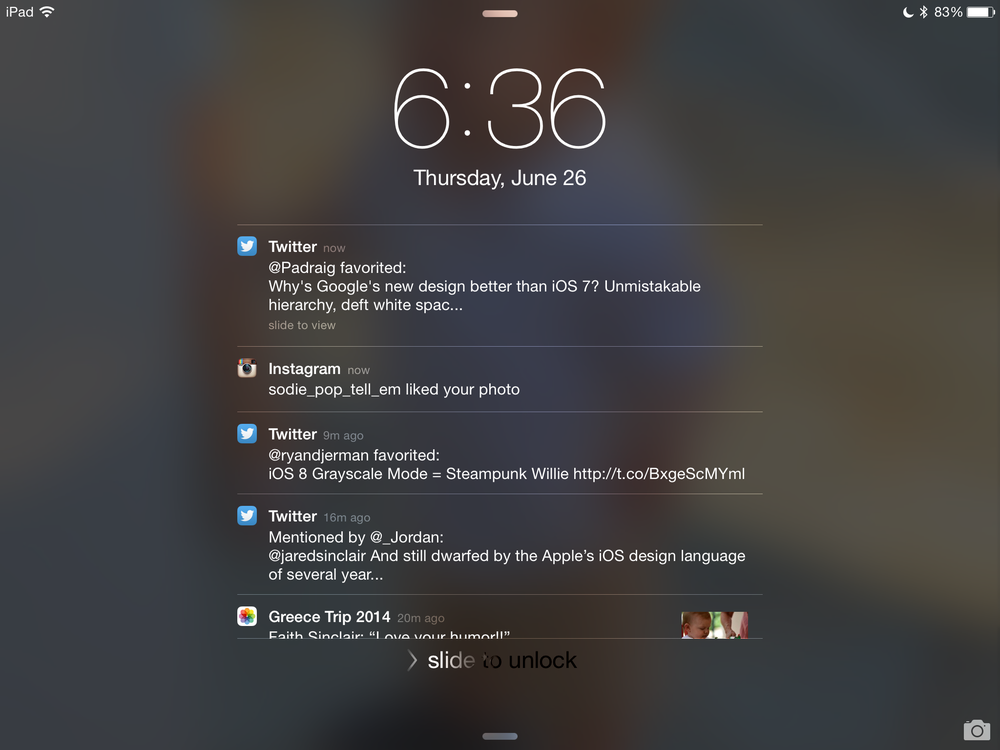 iPad
83%
6:36
Thursday, June 26
Twitter now
@Padraig favorited:
Why's Google's new design better than iOS 7? Unmistakable
hierarchy, deft white spac...
slide to view
Instagram now
sodie_pop_tell_em liked your photo
Twitter 9m ago
@ryandjerman favorited:
iOS 8 Grayscale Mode = Steampunk Willie http://t.co/BxgeScMYml
Twitter 16m ago
Mentioned by @_Jordan:
@jaredsinclair And still dwarfed by the Apple’s iOS design language
of several year...
Greece Trip 2014 20m ago
Faith Sinclair: “Love your humor!!”
slide to unlock